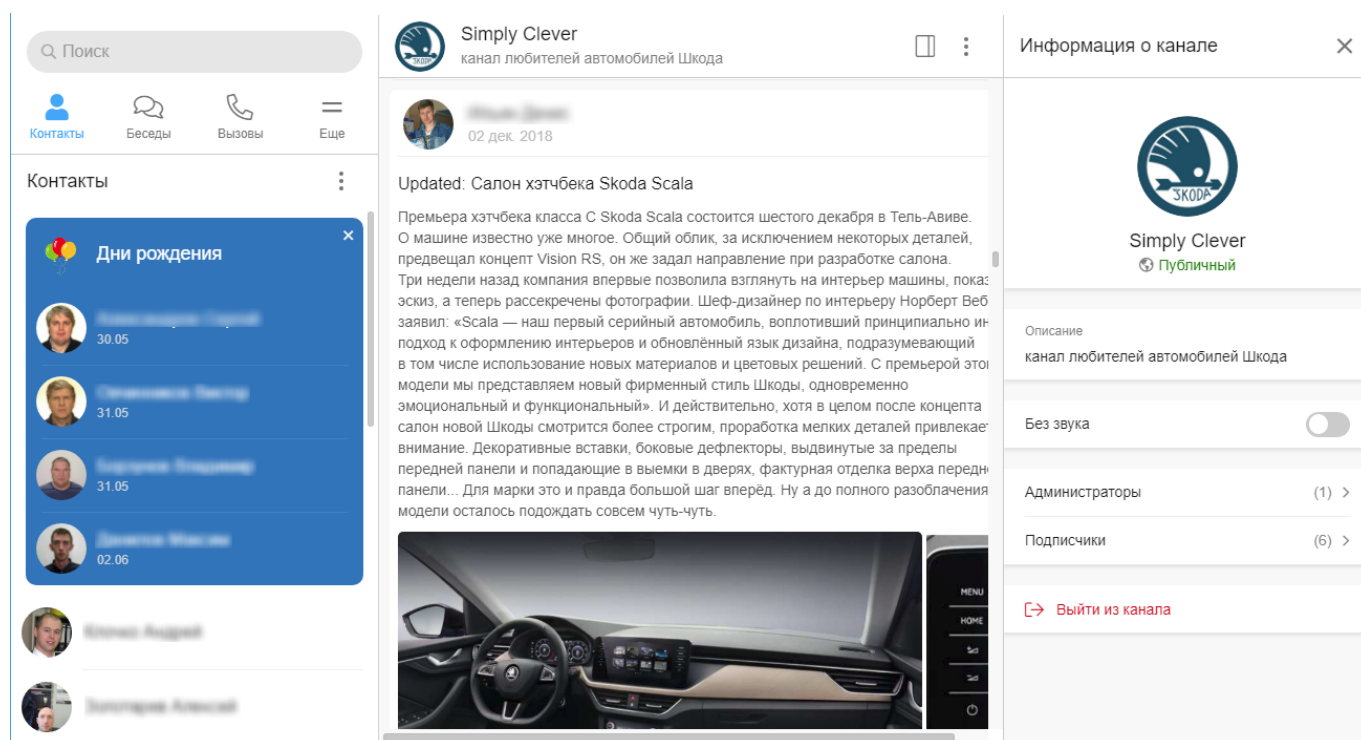 Поиск
Контакты
Беседы
Вызовы
Еще
Контакты
Дни рождения
30.05
31.05
31.05
02.06
Simply Clever
канал любителей автомобилей Шкода
02 дек. 2018
Updated: Салон хэтчбека Skoda Scala
Премьера хэтчбека класса C Skoda Scala состоится шестого декабря в Тель-Авиве.
О машине известно уже многое. Общий облик, за исключением некоторых деталей,
предвещал концепт Vision RS, он же задал направление при разработке салона.
Три недели назад компания впервые позволила взглянуть на интерьер машины, показ
эскиз, а теперь рассекречены фотографии. Шеф-дизайнер по интерьеру Норберт Веб
заявил: «Scala — наш первый серийный автомобиль, воплотивший принципиально ин
подход к оформлению интерьеров и обновлённый язык дизайна, подразумевающий
в том числе использование новых материалов и цветовых решений. С премьерой этой
модели мы представляем новый фирменный стиль Шкоды, одновременно
эмоциональный и функциональный». И действительно, хотя в целом после концепта
салон новой Шкоды смотрится более строгим, проработка мелких деталей привлекает
внимание. Декоративные вставки, боковые дефлекторы, выдвинутые за пределы
передней панели и попадающие в выемки в дверях, фактурная отделка верха передн
панели... Для марки это и правда большой шаг вперёд. Ну а до полного разоблачения
модели осталось подождать совсем чуть-чуть.
MENU
HOME
Информация о канале
SKODA
Simply Clever
Публичный
Описание
канал любителей автомобилей Шкода
Без звука
Администраторы (1)
Подписчики (6)
Выйти из канала